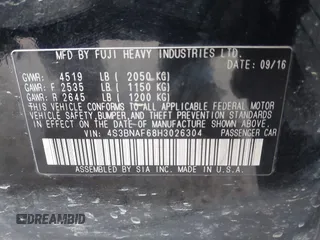 MFD. BY FUJI HEAVY INDUSTRIES LTD.
DATE: 09/16
GVWR: 4519 LB ( 2050 KG)
GAWR: F 2535 LB ( 1150 KG)
GAWR: R 2645 LB ( 1200 KG)
THIS VEHICLE CONFORMS TO ALL APPLICABLE FEDERAL MOTOR VEHICLE
SAFETY, BUMPER, AND THEFT PREVENTION STANDARDS IN EFFECT
ON THE DATE OF MANUFACTURE SHOWN ABOVE.
VIN: 4S3BNAF68H3026304 PASSENGER CAR
ASSEMBLED BY SIA INC. MADE IN U.S.A.
DREAMBID